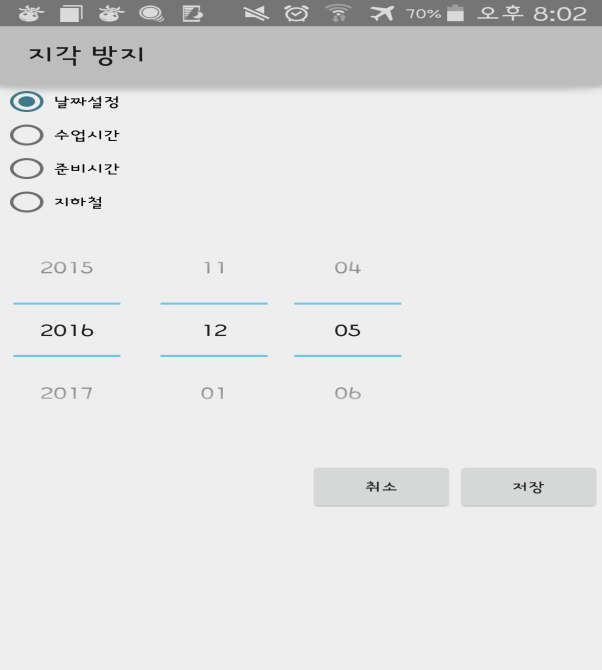 70% 오후 8:02
지각 방지
날짜설정
수업시간
준비시간
지하철
2015 11 04
2016 12 05
2017 01 06
취소 저장